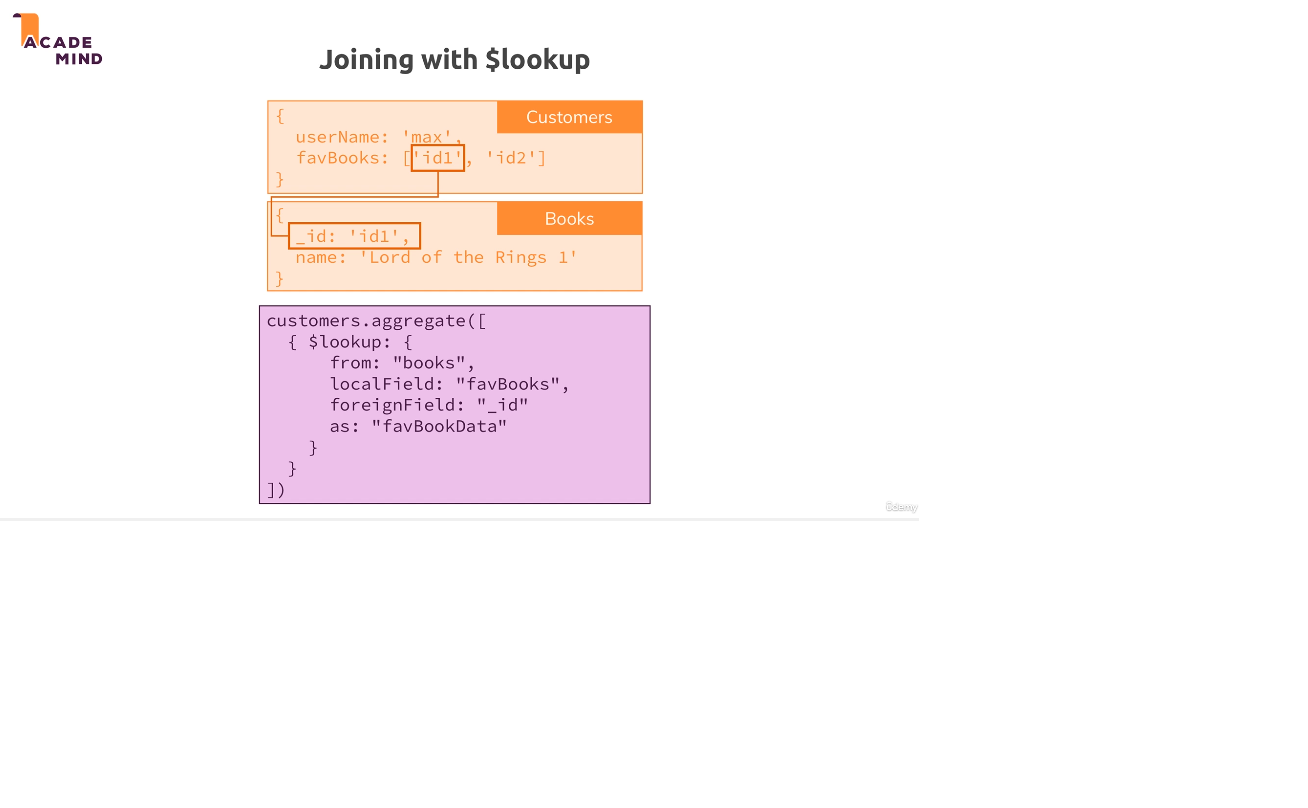 ACADE
MIND
Joining with $lookup
{
Customers
userName: 'max',
favBooks: ['id1', 'id2']
}
{
Books
_id: 'id1',
name: 'Lord of the Rings 1'
}
customers.aggregate([
{ $lookup: {
from: "books",
localField: "favBooks",
foreignField: "_id"
as: "favBookData"
}
}
])
ûdemy